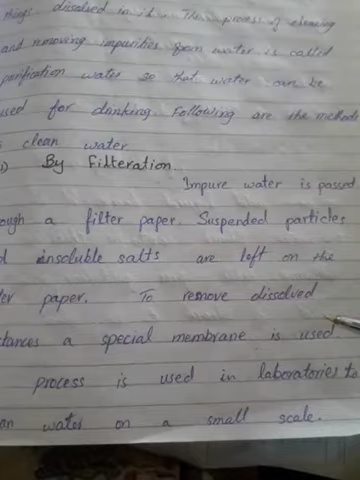 things dissolved in it. The process of cleaning
and removing impurities from water is called
purification water so that water can be
used for drinking. Following are the methods
clean water
) By Filteration.
Impure water is passed
ough a filter paper. Suspended particles
d insoluble salts are left on the
er paper. To remove dissolved
stances a special membrane is used.
process is used in laboratories to
an water on a small scale.